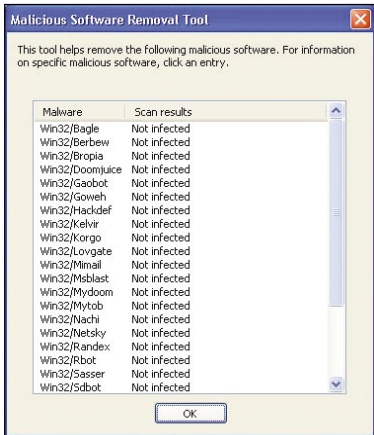 Malicious Software Removal Tool
This tool helps remove the following malicious software. For information
on specific malicious software, click an entry.
Malware Scan results
Win32/Bagle Not infected
Win32/Berbew Not infected
Win32/Bropia Not infected
Win32/Doomjuice Not infected
Win32/Gaobot Not infected
Win32/Goweh Not infected
Win32/Hackdef Not infected
Win32/Kelvir Not infected
Win32/Korgo Not infected
Win32/Lovgate Not infected
Win32/Mimail Not infected
Win32/Msblast Not infected
Win32/Mydoom Not infected
Win32/Mytob Not infected
Win32/Nachi Not infected
Win32/Netsky Not infected
Win32/Randex Not infected
Win32/Rbot Not infected
Win32/Sasser Not infected
Win32/Sdbot Not infected
OK